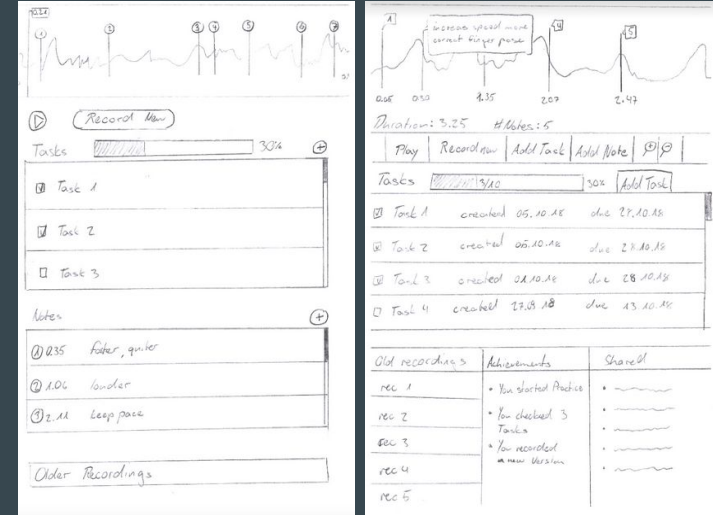 1 2 3 4 5 6 7
Record New
Tasks 30% +
Task 1
Task 2
Task 3
Notes +
1 0.35 faster, quiter
2 1.06 louder
3 2.11 keep pace
Older Recordings
1 4 5
increase speed more
correct finger pose
0.05 0.50 1.35 2.07 2.47
Duration: 3.25 # Notes: 5
Play Record now Add Task Add Note
Tasks 3/10 30% Add Task
Task 1 created 05.10.18 due 28.10.18
Task 2 created 05.10.18 due 28.10.18
Task 3 created 01.10.18 due 28.10.18
Task 4 created 27.09.18 due 13.10.18
Old recordings Achievements Shared
rec 1 • You started Practice
rec 2 • You checked 3
Tasks
rec 3 • You recorded
a new Version
rec 4
rec 5